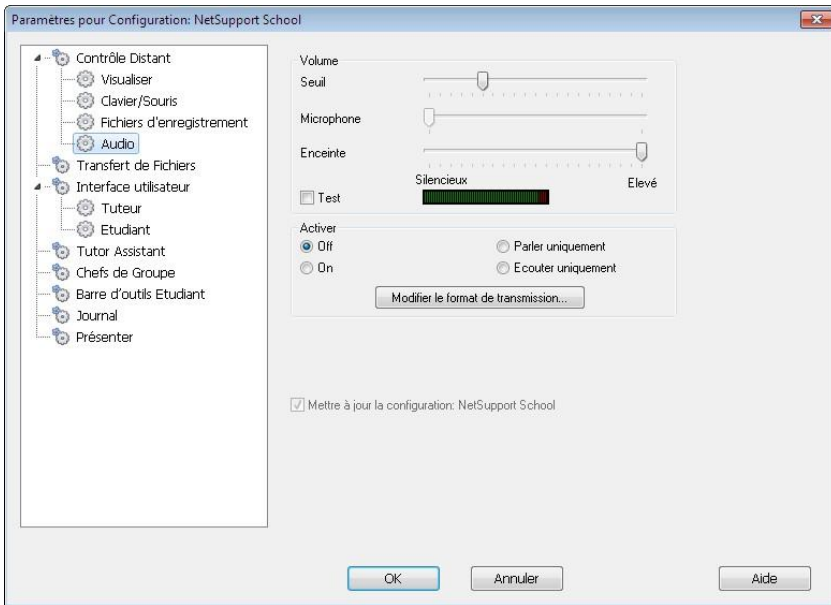 Paramètres pour Configuration: NetSupport School
Contrôle Distant
Visualiser
Clavier/Souris
Fichiers d'enregistrement
Audio
Transfert de Fichiers
Interface utilisateur
Tuteur
Etudiant
Tutor Assistant
Chefs de Groupe
Barre d'outils Etudiant
Journal
Présenter
Volume
Seuil
Microphone
Enceinte
Silencieux
Elevé
Test
Activer
Off
Parler uniquement
On
Ecouter uniquement
Modifier le format de transmission...
Mettre à jour la configuration: NetSupport School
OK
Annuler
Aide